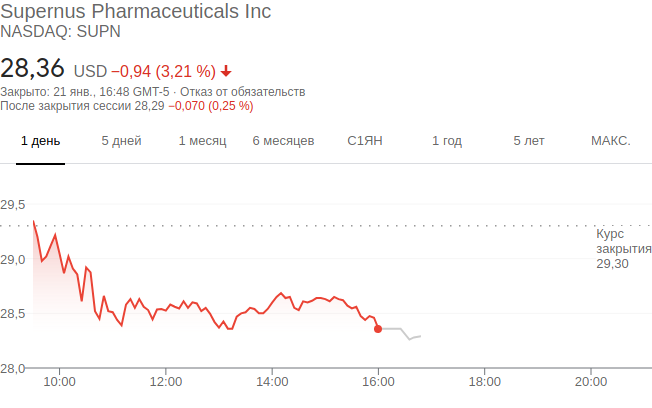 Supernus Pharmaceuticals Inc
NASDAQ: SUPN
28,36 USD −0,94 (3,21 %)
Закрыто: 21 янв., 16:48 GMT-5 · Отказ от обязательств
После закрытия сессии 28,29 −0,070 (0,25 %)
1 день 5 дней 1 месяц 6 месяцев С1ЯН 1 год 5 лет МАКС.
29,5
Курс
закрытия
29,30
29,0
28,5
28,0
10:00 12:00 14:00 16:00 18:00 20:00